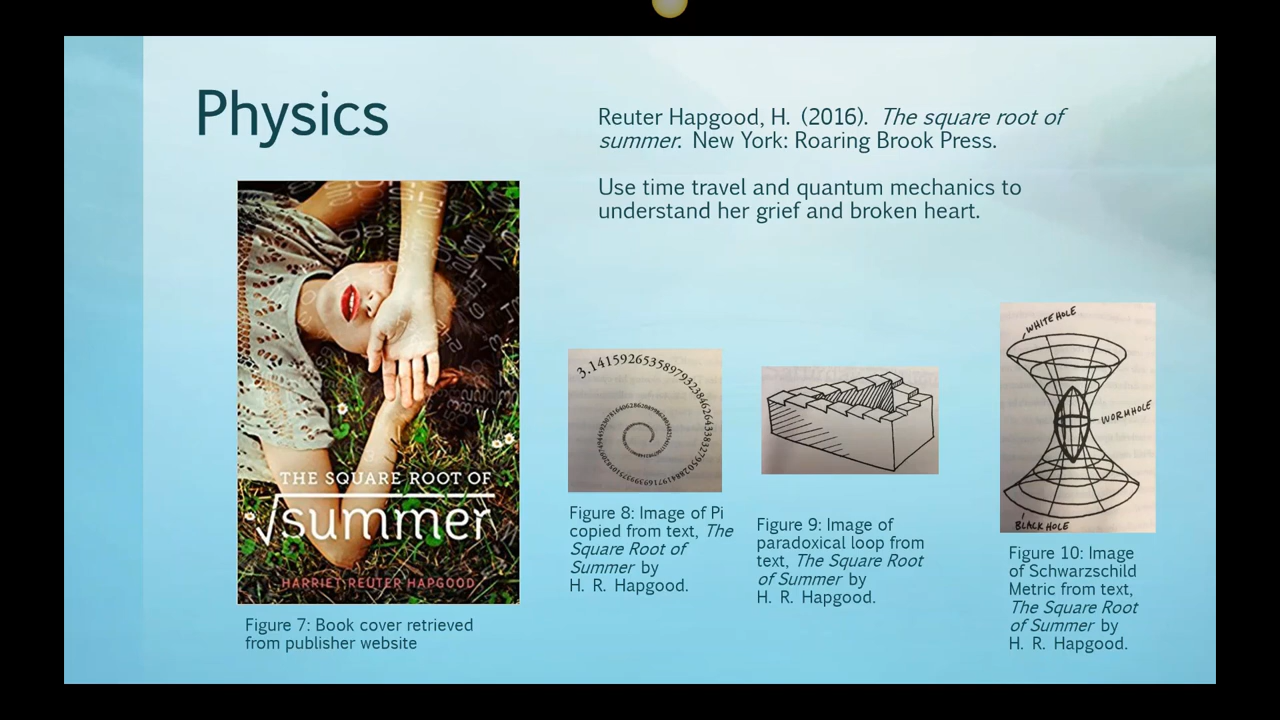 Physics
Reuter Hapgood, H. (2016). The square root of
summer. New York: Roaring Brook Press.
Use time travel and quantum mechanics to
understand her grief and broken heart.
THE SQUARE ROOT OF
√summer
HARRIET REUTER HAPGOOD
Figure 7: Book cover retrieved
from publisher website
3.14159265358979323846264338327950288419716939937510
Figure 8: Image of Pi
copied from text, The
Square Root of
Summer by
H. R. Hapgood.
Figure 9: Image of
paradoxical loop from
text, The Square Root
of Summer by
H. R. Hapgood.
WHITE HOLE
WORMHOLE
BLACK HOLE
Figure 10: Image
of Schwarzschild
Metric from text,
The Square Root
of Summer by
H. R. Hapgood.